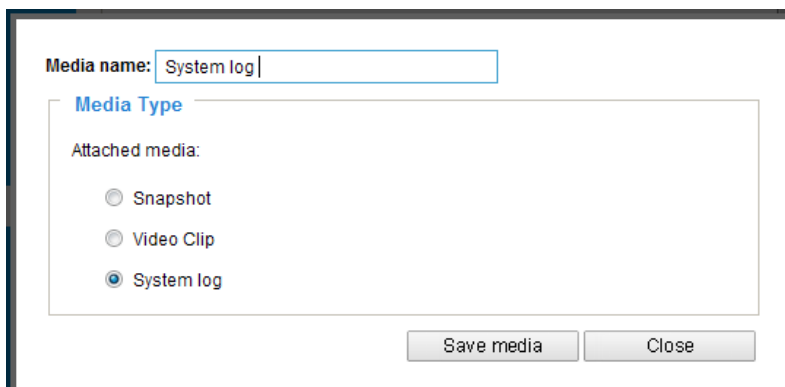 Media name: System log
Media Type
Attached media:
Snapshot
Video Clip
System log
Save media Close